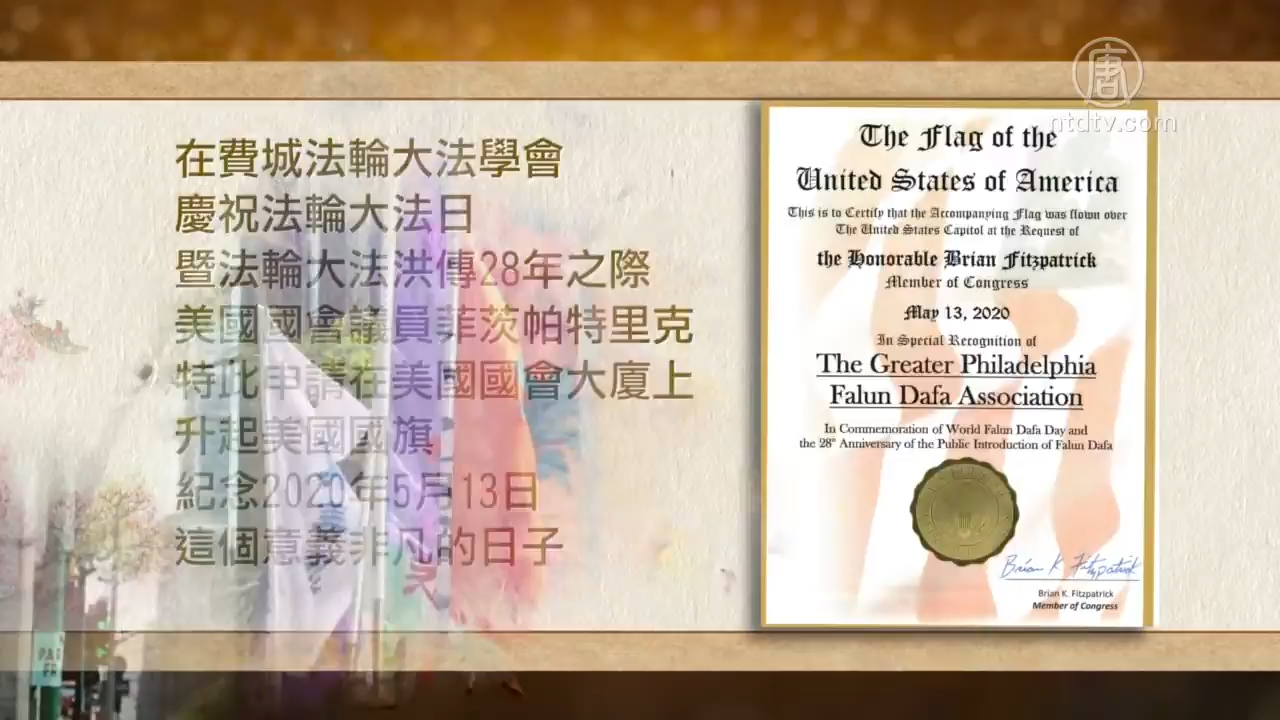 在費城法輪大法學會
慶祝法輪大法日
暨法輪大法洪傳28年之際
美國國會議員菲茨帕特里克
特此申請在美國國會大廈上
升起美國國旗
紀念2020年5月13日
這個意義非凡的日子
唐
ntdtv.com
The Flag of the
United States of America
This is to Certify that the Accompanying Flag was flown over
The United States Capitol at the Request of
the Honorable Brian Fitzpatrick
Member of Congress
May 13, 2020
In Special Recognition of
The Greater Philadelphia
Falun Dafa Association
In Commemoration of World Falun Dafa Day and
the 28th Anniversary of the Public Introduction of Falun Dafa
Brian K Fitzpatrick
Brian K. Fitzpatrick
Member of Congress